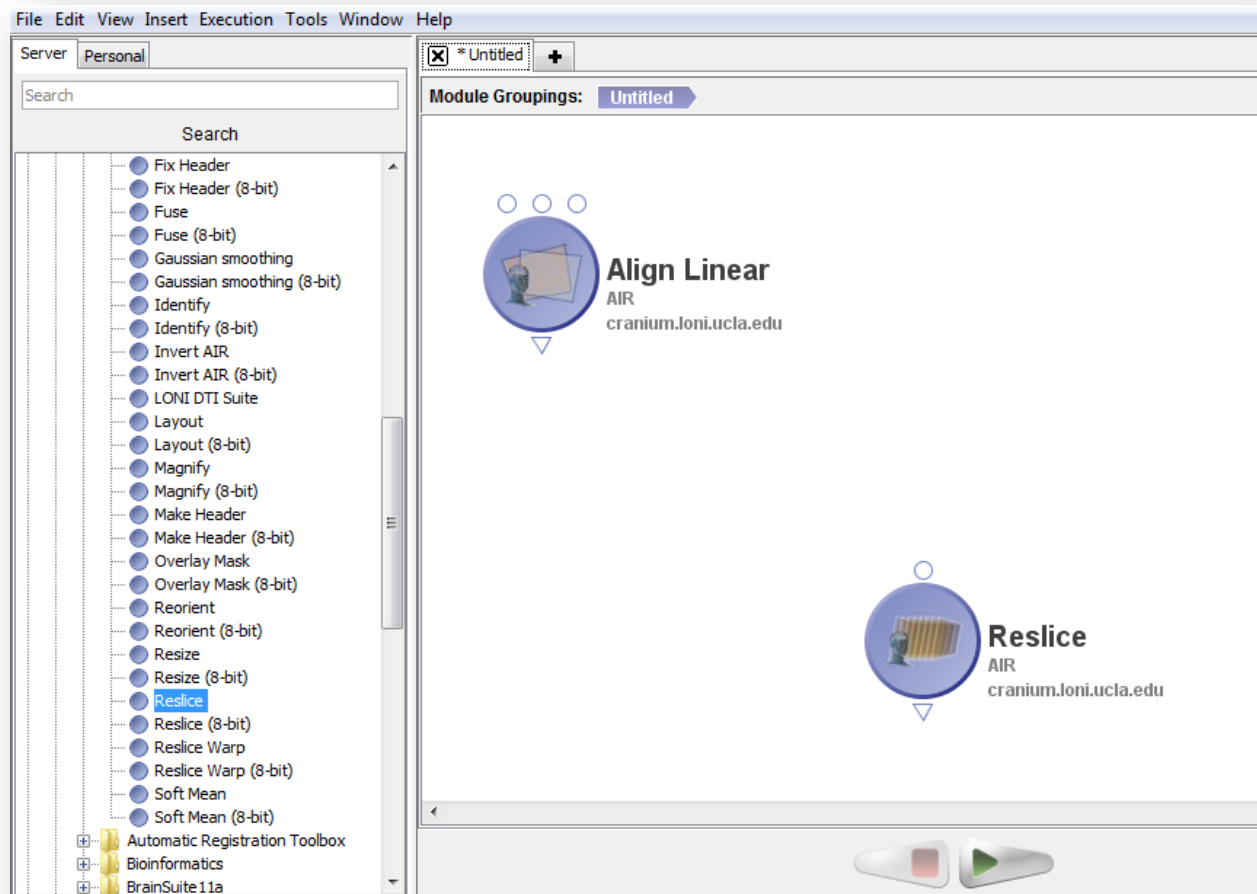 File Edit View Insert Execution Tools Window Help
Server Personal
* Untitled
Search
Search
Module Groupings: Untitled
Fix Header
Fix Header (8-bit)
Fuse
Fuse (8-bit)
Gaussian smoothing
Gaussian smoothing (8-bit)
Identify
Identify (8-bit)
Invert AIR
Invert AIR (8-bit)
LONI DTI Suite
Layout
Layout (8-bit)
Magnify
Magnify (8-bit)
Make Header
Make Header (8-bit)
Overlay Mask
Overlay Mask (8-bit)
Reorient
Reorient (8-bit)
Resize
Resize (8-bit)
Reslice
Reslice (8-bit)
Reslice Warp
Reslice Warp (8-bit)
Soft Mean
Soft Mean (8-bit)
Automatic Registration Toolbox
Bioinformatics
BrainSuite11a
Align Linear
AIR
cranium.loni.ucla.edu
Reslice
AIR
cranium.loni.ucla.edu